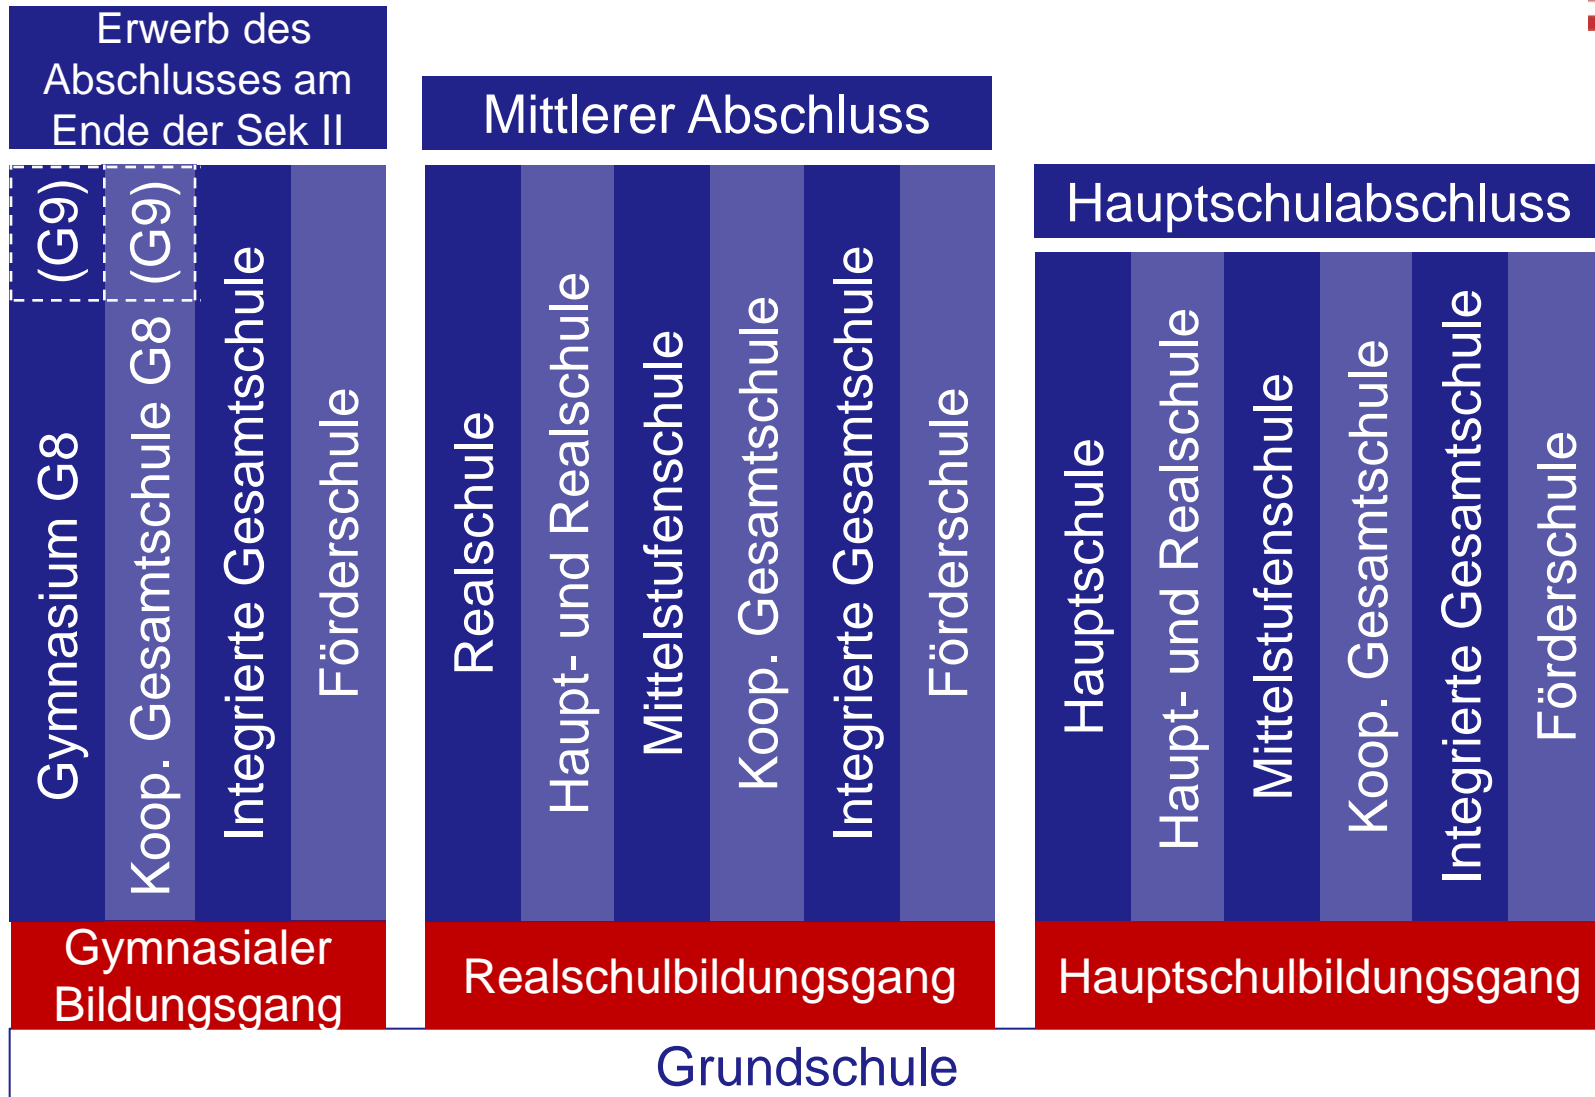 Erwerb des
Abschlusses am
Ende der Sek II
Mittlerer Abschluss
Hauptschulabschluss
Gymnasium G8 (G9)
Koop. Gesamtschule G8 (G9)
Integrierte Gesamtschule
Förderschule
Realschule
Haupt- und Realschule
Mittelstufenschule
Koop. Gesamtschule
Integrierte Gesamtschule
Förderschule
Hauptschule
Haupt- und Realschule
Mittelstufenschule
Koop. Gesamtschule
Integrierte Gesamtschule
Förderschule
Gymnasialer
Bildungsgang
Realschulbildungsgang
Hauptschulbildungsgang
Grundschule